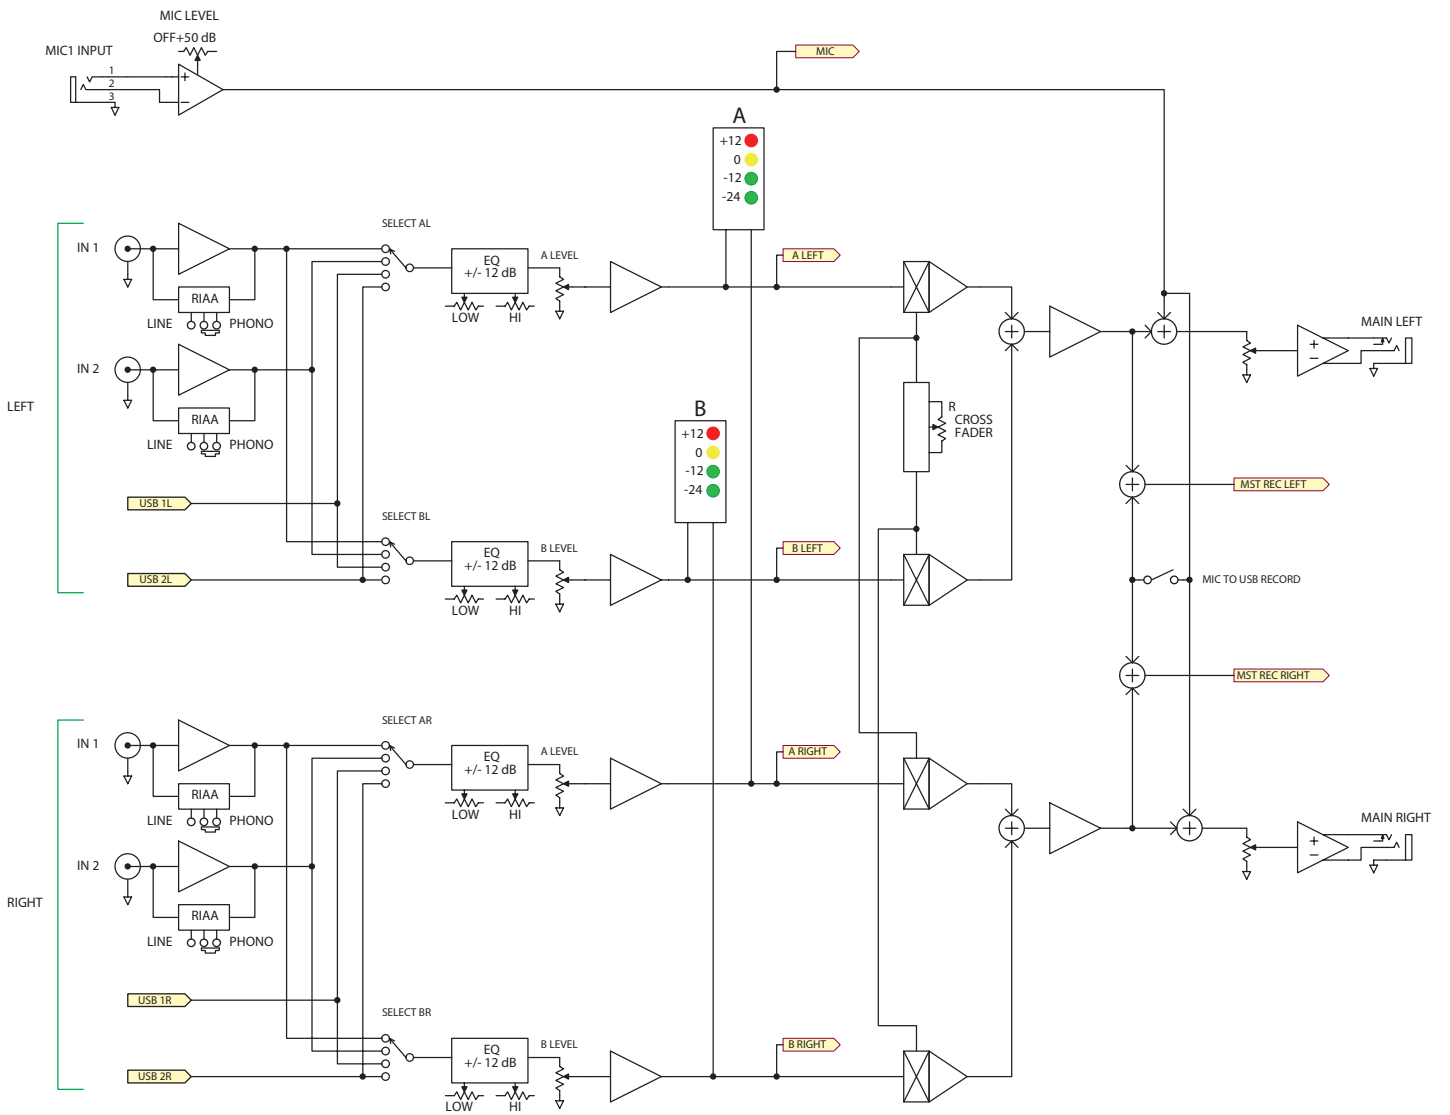 MIC LEVEL
OFF+50 dB
MIC1 INPUT
1
2
3
+
−
MIC
A
+12
0
-12
-24
SELECT AL
IN 1
RIAA
LINE
PHONO
EQ
+/- 12 dB
LOW
HI
A LEVEL
A LEFT
MAIN LEFT
+
−
IN 2
RIAA
LINE
PHONO
LEFT
B
+12
0
-12
-24
R
CROSS
FADER
USB 1L
MST REC LEFT
SELECT BL
USB 2L
EQ
+/- 12 dB
LOW
HI
B LEVEL
B LEFT
MIC TO USB RECORD
MST REC RIGHT
SELECT AR
IN 1
RIAA
LINE
PHONO
EQ
+/- 12 dB
LOW
HI
A LEVEL
A RIGHT
MAIN RIGHT
+
−
IN 2
RIAA
LINE
PHONO
RIGHT
USB 1R
SELECT BR
USB 2R
EQ
+/- 12 dB
LOW
HI
B LEVEL
B RIGHT